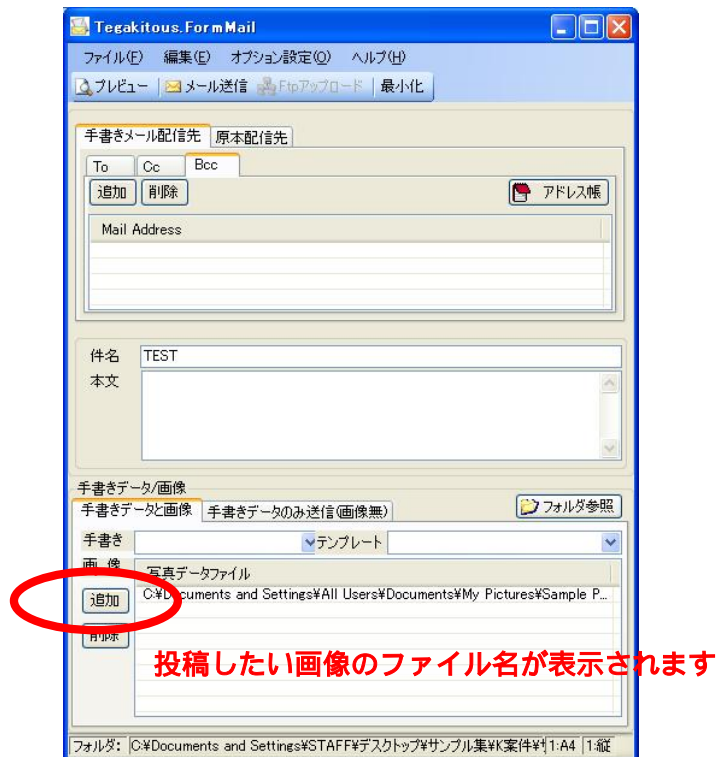 Tegakitous.FormMail
ファイル(F) 編集(E) オプション設定(O) ヘルプ(H)
プレビュー メール送信 Ftpアップロード 最小化
手書きメール配信先 原本配信先
To Cc Bcc
追加 削除 アドレス帳
Mail Address
件名 TEST
本文
手書きデータ/画像
手書きデータと画像 手書きデータのみ送信(画像無) フォルダ参照
手書き テンプレート
画 像 写真データファイル
追加 C:¥Documents and Settings¥All Users¥Documents¥My Pictures¥Sample P...
削除
投稿したい画像のファイル名が表示されます
フォルダ: C:¥Documents and Settings¥STAFF¥デスクトップ¥サンプル集¥K案件¥ 1:A4 1:縦